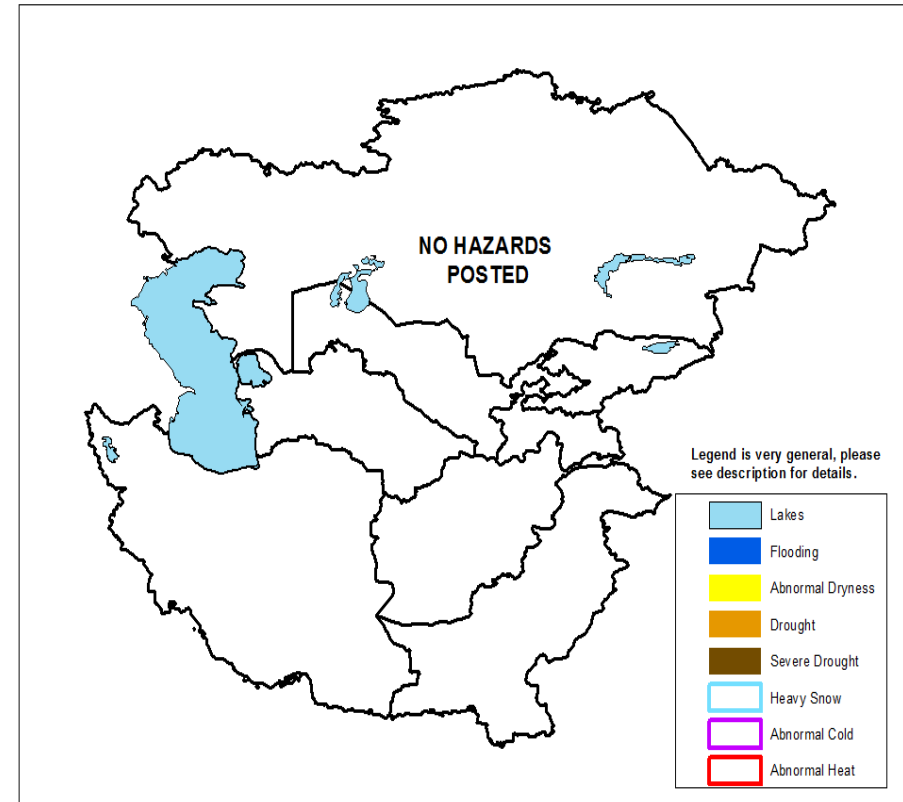 NO HAZARDS
POSTED
Legend is very general, please
see description for details.
Lakes
Flooding
Abnormal Dryness
Drought
Severe Drought
Heavy Snow
Abnormal Cold
Abnormal Heat